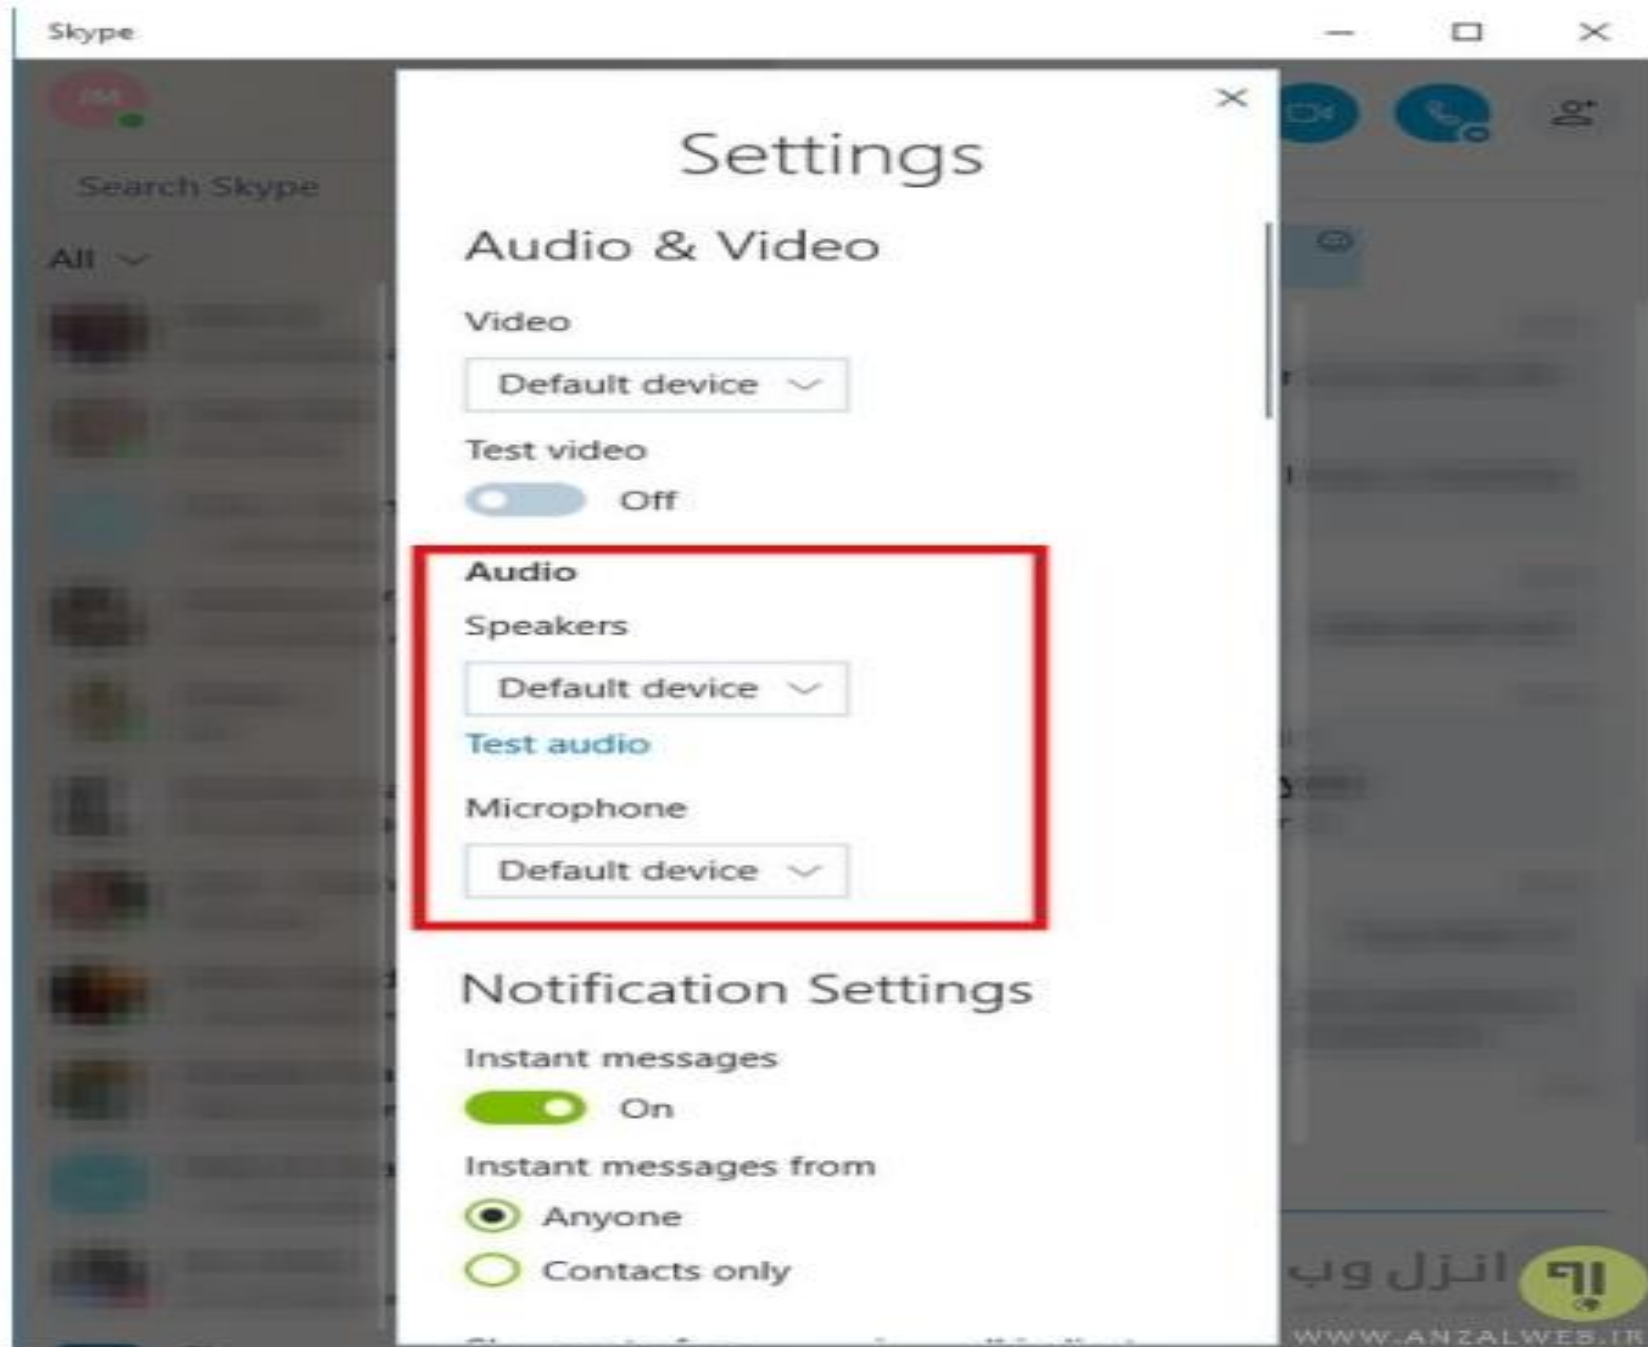 Skype
Search Skype
All
Settings
Audio & Video
Video
Default device
Test video
Off
Audio
Speakers
Default device
Test audio
Microphone
Default device
Notification Settings
Instant messages
On
Instant messages from
Anyone
Contacts only
انزل وب
WWW.ANZALWEB.IR